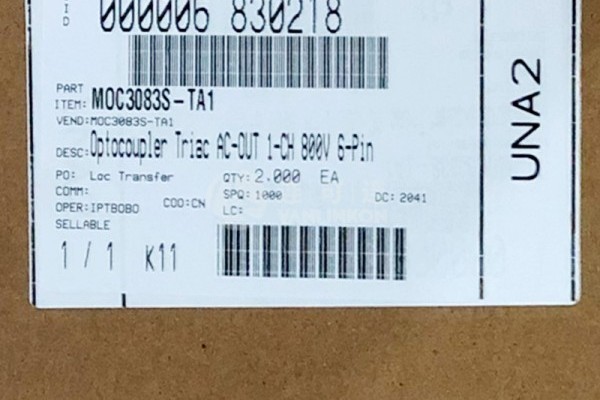 I
D
000006 830218
PART
ITEM: MOC3083S-TA1
VEND:MOC3083S-TA1
DESC:Optocoupler Triac AC-OUT 1-CH 800V 6-Pin
PO: Loc Transfer QTY: 2.000 EA
COMM: SPQ: 1000 DC: 2041
OPER:IPTBOBO COO:CN LC:
SELLABLE
1 / 1 K11
UNA2